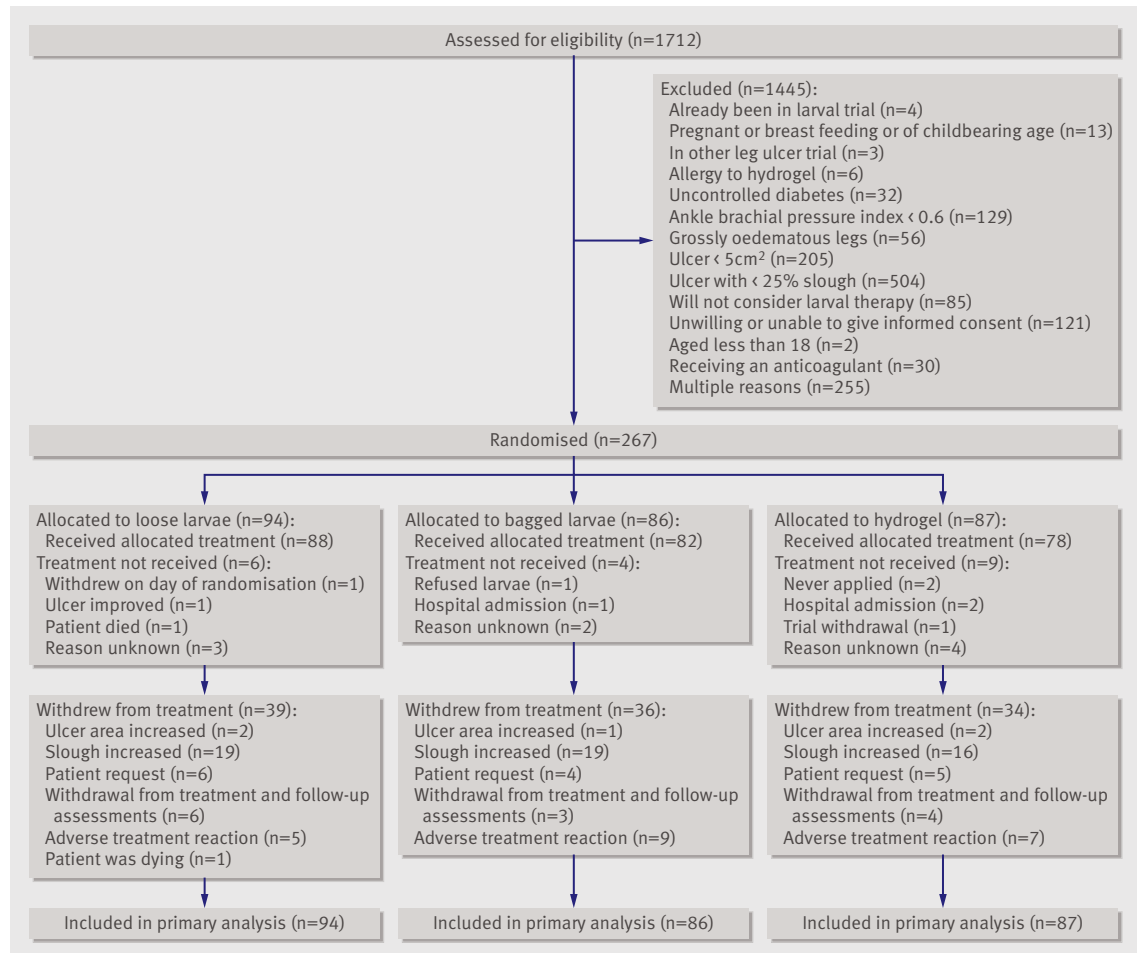 Assessed for eligibility (n=1712)
Excluded (n=1445):
Already been in larval trial (n=4)
Pregnant or breast feeding or of childbearing age (n=13)
In other leg ulcer trial (n=3)
Allergy to hydrogel (n=6)
Uncontrolled diabetes (n=32)
Ankle brachial pressure index < 0.6 (n=129)
Grossly oedematous legs (n=56)
Ulcer < 5cm² (n=205)
Ulcer with < 25% slough (n=504)
Will not consider larval therapy (n=85)
Unwilling or unable to give informed consent (n=121)
Aged less than 18 (n=2)
Receiving an anticoagulant (n=30)
Multiple reasons (n=255)
Randomised (n=267)
Allocated to loose larvae (n=94):
Received allocated treatment (n=88)
Treatment not received (n=6):
Withdrew on day of randomisation (n=1)
Ulcer improved (n=1)
Patient died (n=1)
Reason unknown (n=3)
Allocated to bagged larvae (n=86):
Received allocated treatment (n=82)
Treatment not received (n=4):
Refused larvae (n=1)
Hospital admission (n=1)
Reason unknown (n=2)
Allocated to hydrogel (n=87):
Received allocated treatment (n=78)
Treatment not received (n=9):
Never applied (n=2)
Hospital admission (n=2)
Trial withdrawal (n=1)
Reason unknown (n=4)
Withdrew from treatment (n=39):
Ulcer area increased (n=2)
Slough increased (n=19)
Patient request (n=6)
Withdrawal from treatment and follow-up
assessments (n=6)
Adverse treatment reaction (n=5)
Patient was dying (n=1)
Withdrew from treatment (n=36):
Ulcer area increased (n=1)
Slough increased (n=19)
Patient request (n=4)
Withdrawal from treatment and follow-up
assessments (n=3)
Adverse treatment reaction (n=9)
Withdrew from treatment (n=34):
Ulcer area increased (n=2)
Slough increased (n=16)
Patient request (n=5)
Withdrawal from treatment and follow-up
assessments (n=4)
Adverse treatment reaction (n=7)
Included in primary analysis (n=94)
Included in primary analysis (n=86)
Included in primary analysis (n=87)